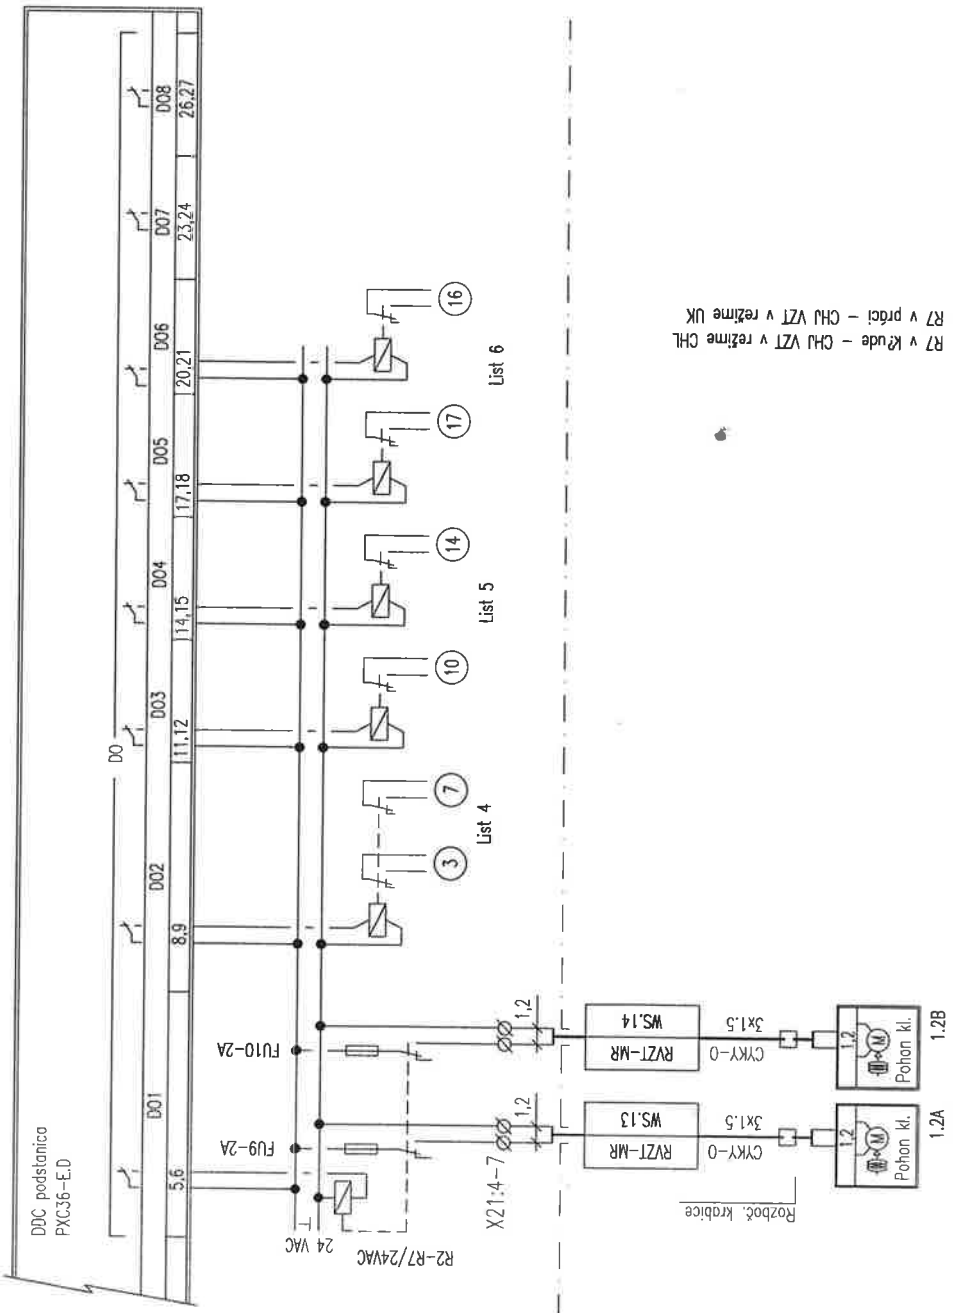 DDC podstanica
PXC36-E.D
DO
DO1
DO2
DO3
DO4
DO5
DO6
DO7
DO8
5,6
8,9
11,12
14,15
17,18
20,21
23,24
26,27
24 VAC
FU9-2A
FU10-2A
R2-R7/24VAC
3
7
10
14
17
16
List 4
List 5
List 6
X21:4-7
1,2
1,2
RVZT-MR
WS.13
RVZT-MR
WS.14
CYKY-O
3x1.5
CYKY-O
3x1.5
Rozboč. krabice
1,2
M
Pohon kl.
1.2A
1,2
M
Pohon kl.
1.2B
R7 v kľude - CHJ VZT v režime CHL
R7 v práci - CHJ VZT v režime UK